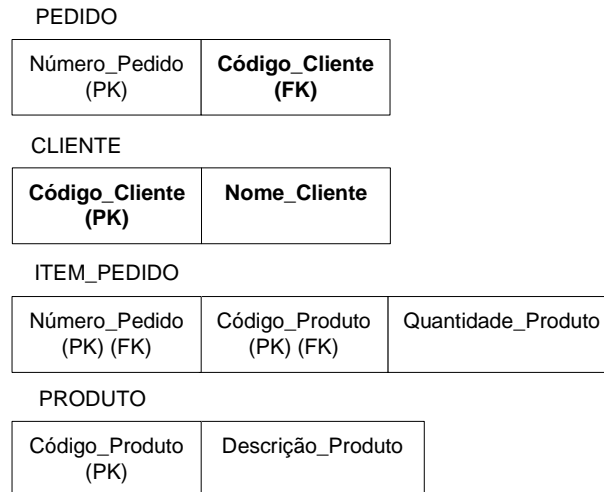 PEDIDO
Número_Pedido Código_Cliente
(PK) (FK)
CLIENTE
Código_Cliente Nome_Cliente
(PK)
ITEM_PEDIDO
Número_Pedido Código_Produto Quantidade_Produto
(PK) (FK) (PK) (FK)
PRODUTO
Código_Produto Descrição_Produto
(PK)